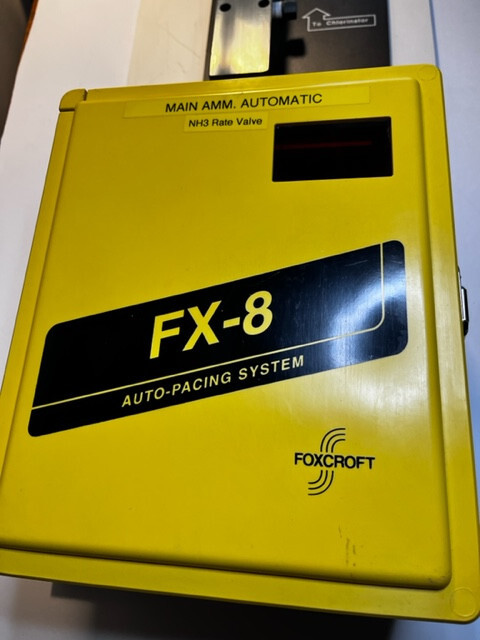 To Chlorinator
MAIN AMM. AUTOMATIC
NH3 Rate Valve
FX-8
AUTO-PACING SYSTEM
FOXCROFT